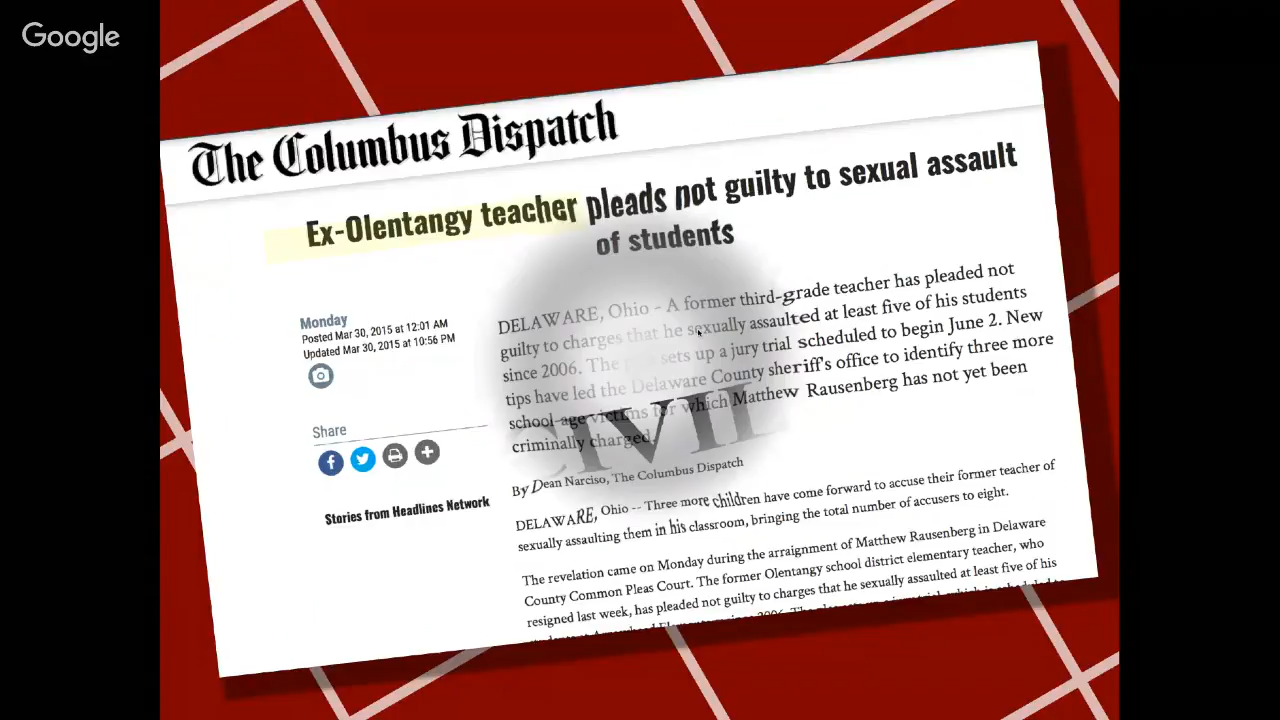 Google
The Columbus Dispatch
Ex-Olentangy teacher pleads not guilty to sexual assault
of students
Monday
Posted Mar 30, 2015 at 12:01 AM
Updated Mar 30, 2015 at 10:56 PM
Share
Stories from Headlines Network
DELAWARE, Ohio - A former third-grade teacher has pleaded not
guilty to charges that he sexually assaulted at least five of his students
since 2006. The sets up a jury trial scheduled to begin June 2. New
tips have led the Delaware County sheriff's office to identify three more
school-age victims for which Matthew Rausenberg has not yet been
criminally charged.
CIVIL
By Dean Narciso, The Columbus Dispatch
DELAWARE, Ohio -- Three more children have come forward to accuse their former teacher of
sexually assaulting them in his classroom, bringing the total number of accusers to eight.
The revelation came on Monday during the arraignment of Matthew Rausenberg in Delaware
County Common Pleas Court. The former Olentangy school district elementary teacher, who
resigned last week, has pleaded not guilty to charges that he sexually assaulted at least five of his